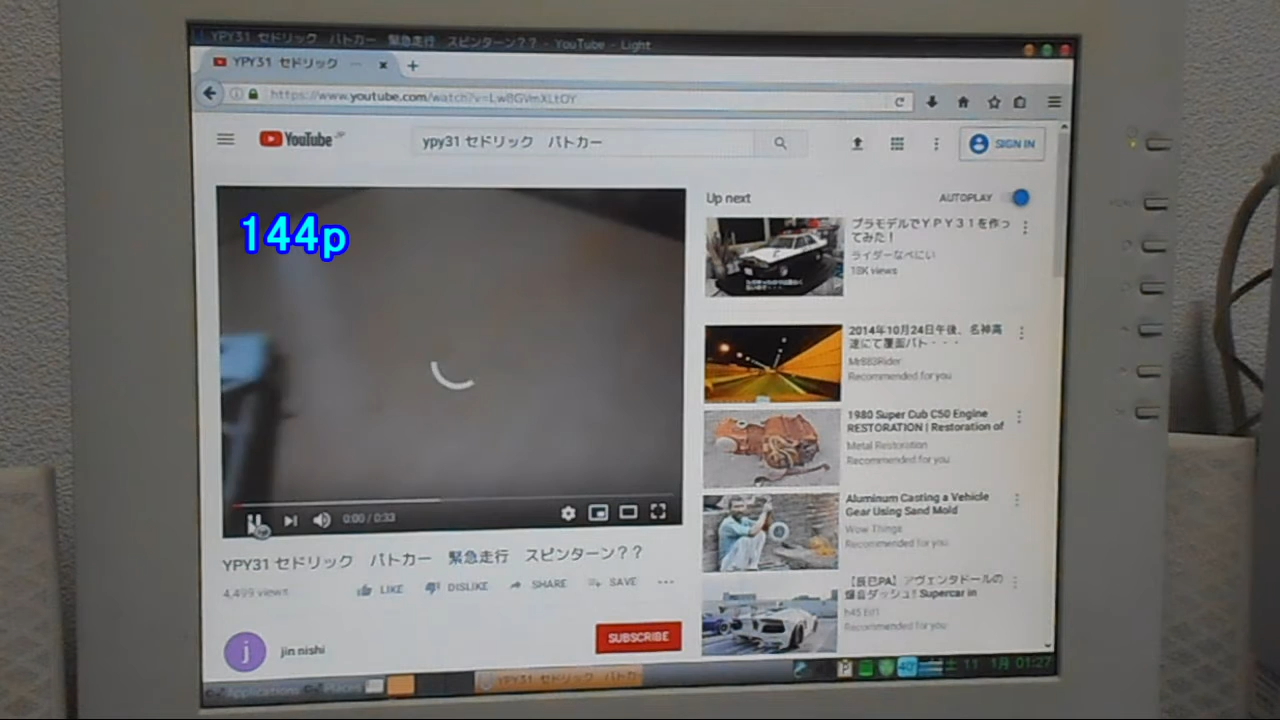 YPY31 セドリック　パトカー　緊急走行　スピンターン？？ - YouTube - Light
YPY31 セドリック
https://www.youtube.com/watch?v=
YouTube JP
ypy31 セドリック　パトカー
SIGN IN
144p
0:00 / 0:33
YPY31 セドリック　パトカー　緊急走行　スピンターン？？
4,499 views
LIKE
DISLIKE
SHARE
SAVE
j
jin nishi
SUBSCRIBE
Up next
AUTOPLAY
プラモデルでＹＰＹ３１を作っ
てみた！
ライダーなべにい
18K views
2014年10月24日午後、名神高
速にて覆面パト・・・
Mr883Rider
Recommended for you
1980 Super Cub C50 Engine
RESTORATION | Restoration of
Metal Restoration
Recommended for you
Aluminum Casting a Vehicle
Gear Using Sand Mold
Wow Things
Recommended for you
【辰巳PA】アヴェンタドールの
爆音ダッシュ!! Supercar in
Recommended for you
Applications
Places
YPY31 セドリック　パトカ
P
40°
土 11 1月 01:27